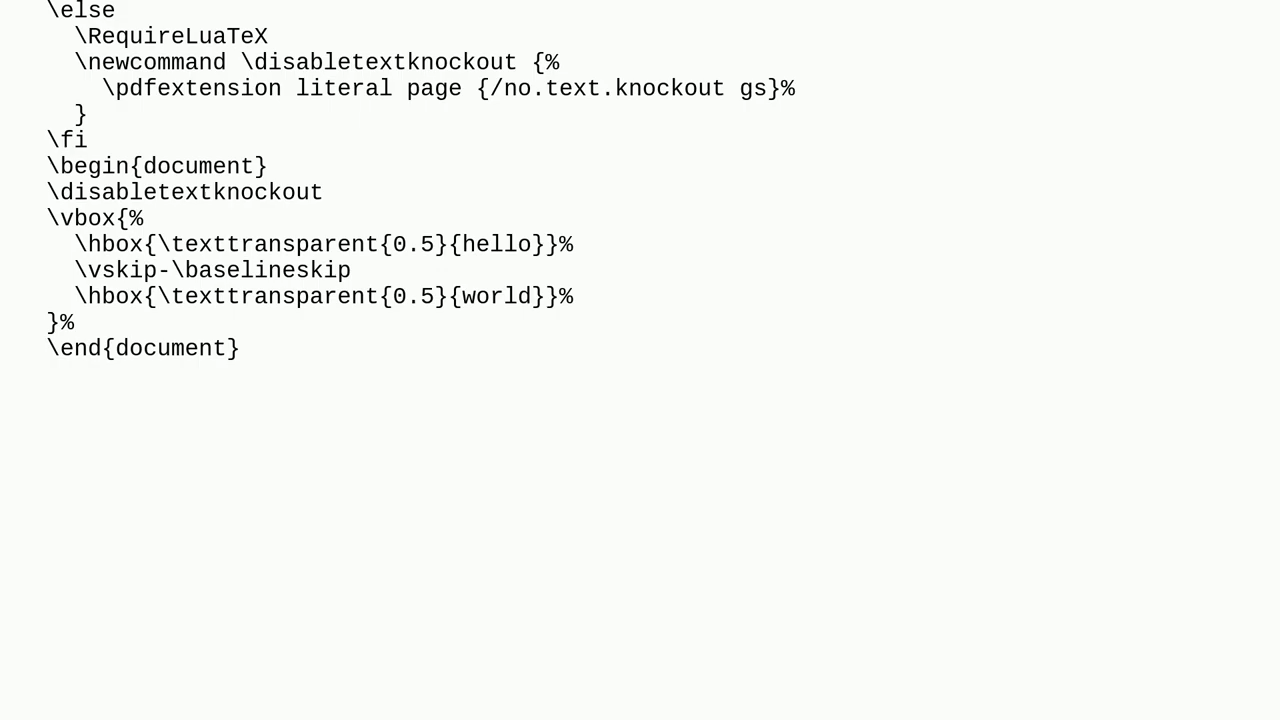 \else
  \RequireLuaTeX
  \newcommand \disabletextknockout {%
    \pdfextension literal page {/no.text.knockout gs}%
  }
\fi
\begin{document}
\disabletextknockout
\vbox{%
  \hbox{\texttransparent{0.5}{hello}}%
  \vskip-\baselineskip
  \hbox{\texttransparent{0.5}{world}}%
}%
\end{document}